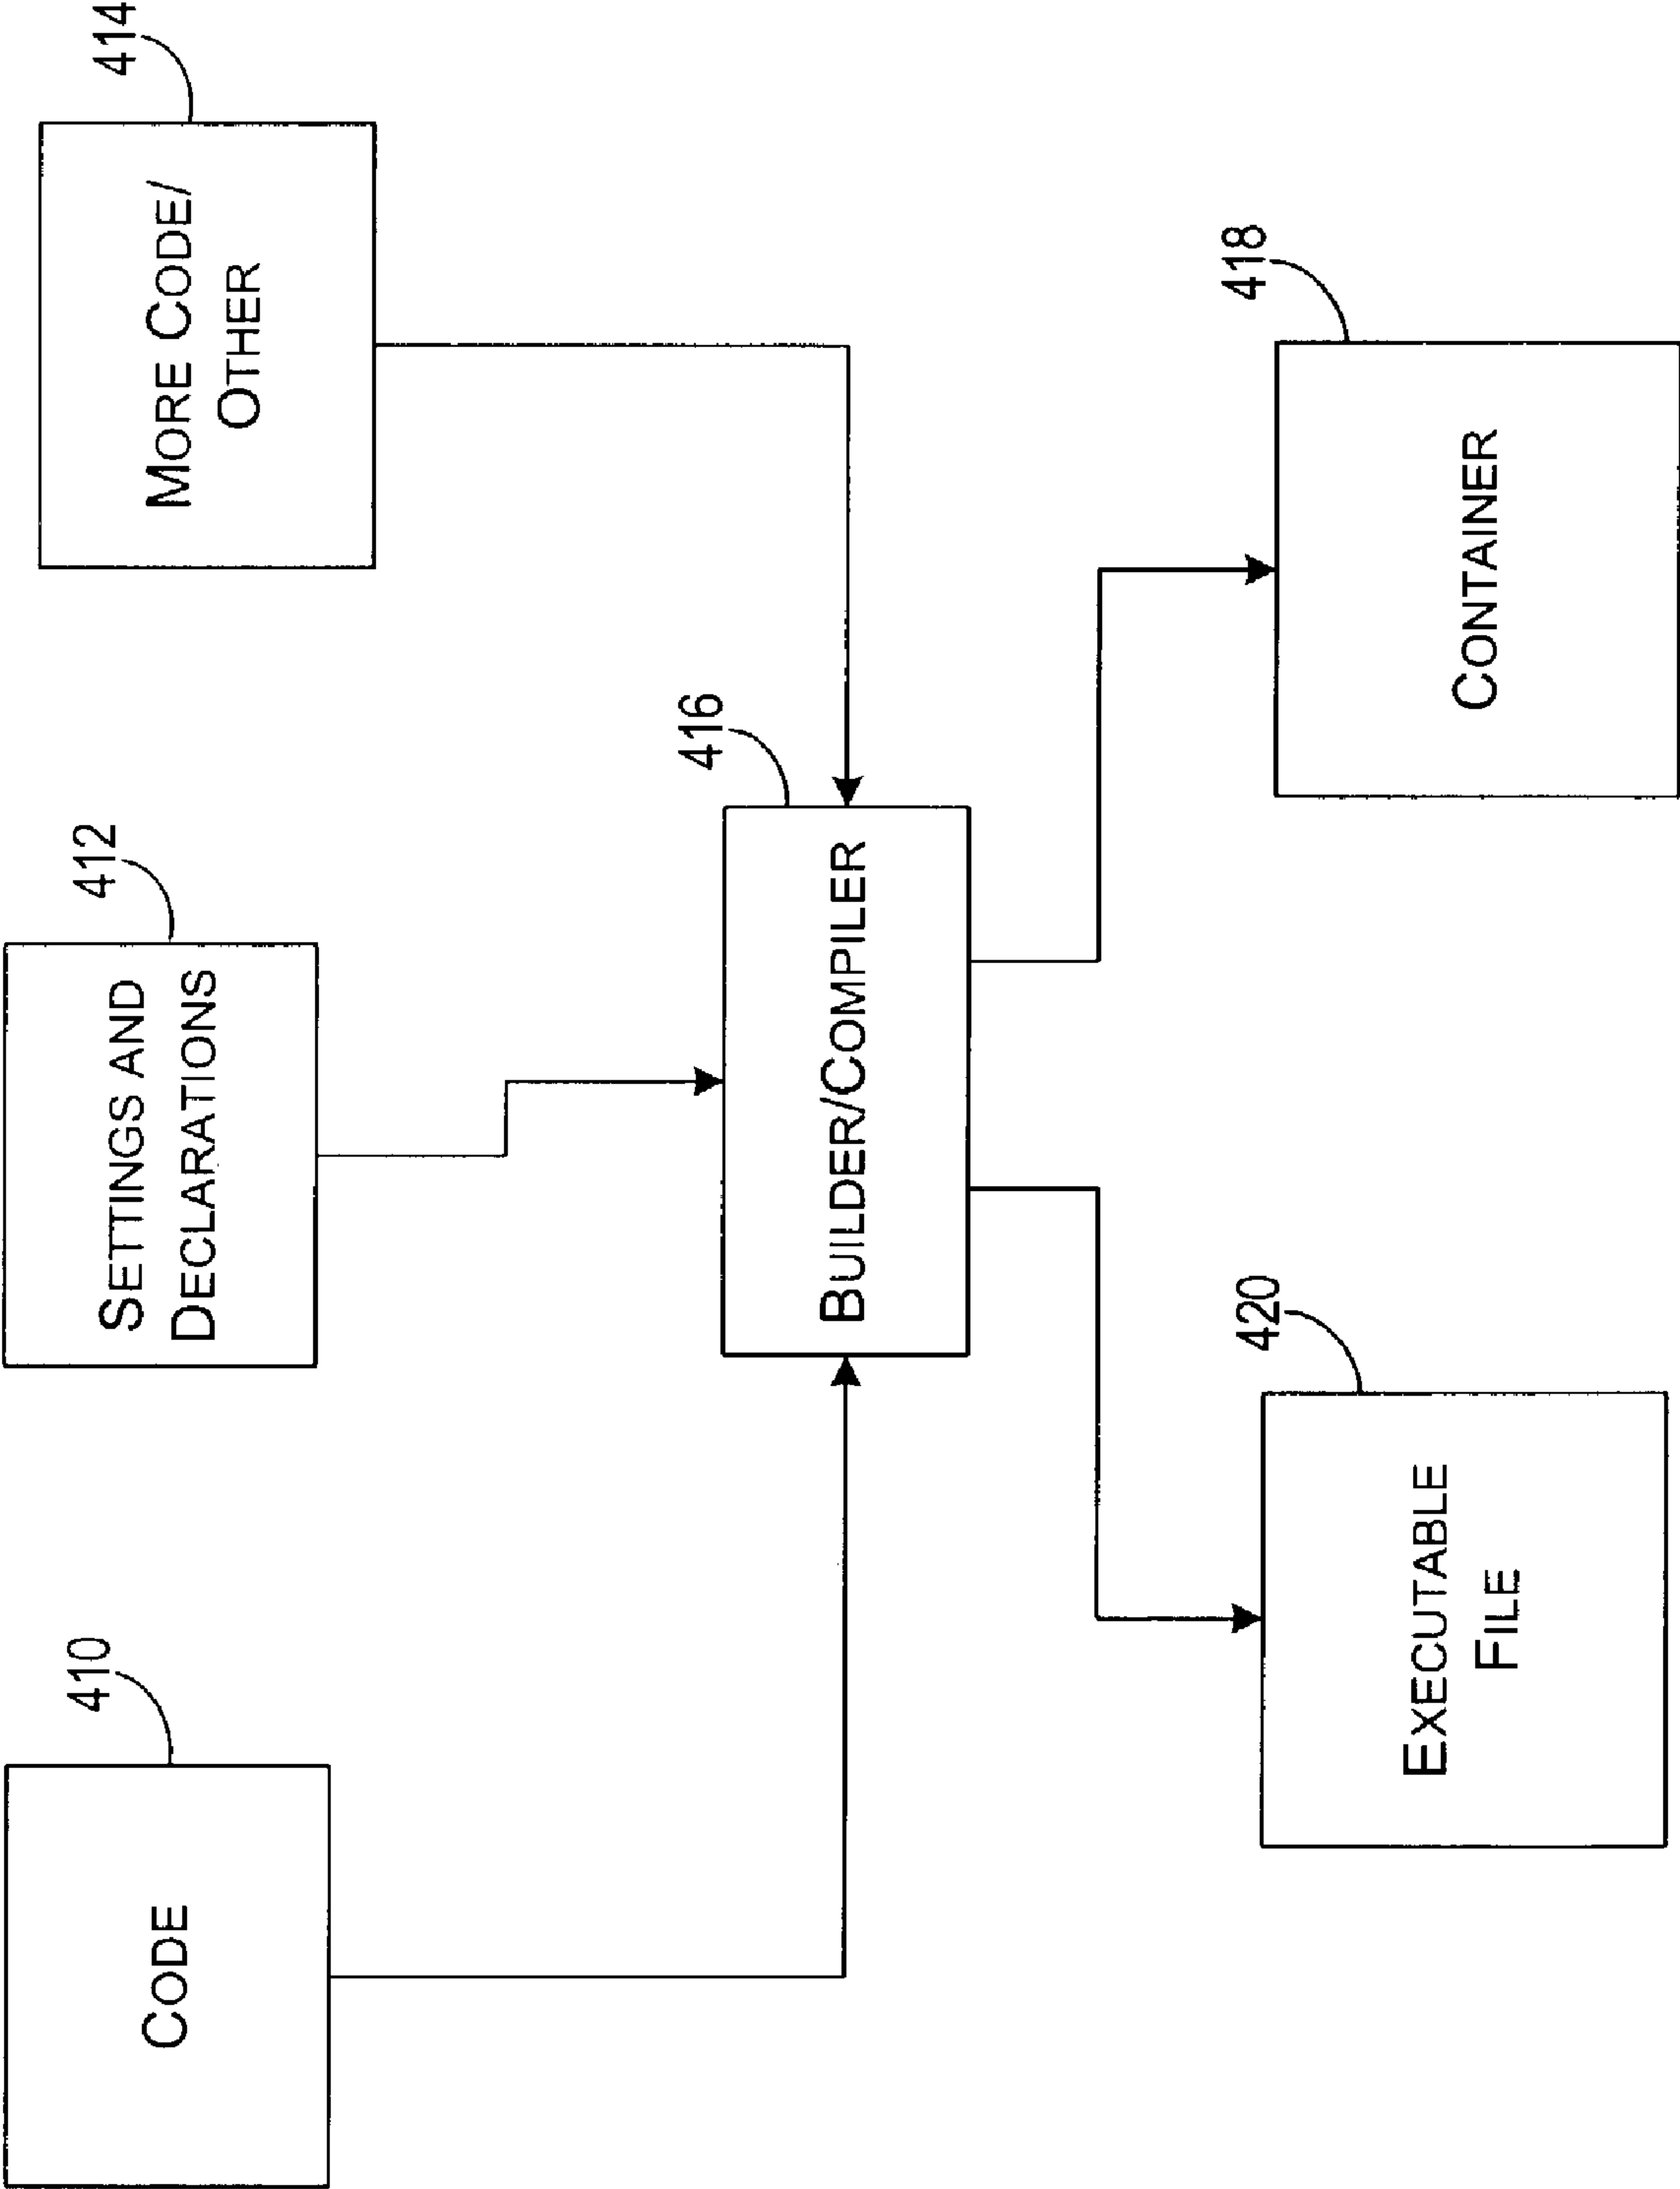 410
CODE
412
SETTINGS AND
DECLARATIONS
414
MORE CODE/
OTHER
416
BUILDER/COMPILER
420
EXECUTABLE
FILE
418
CONTAINER